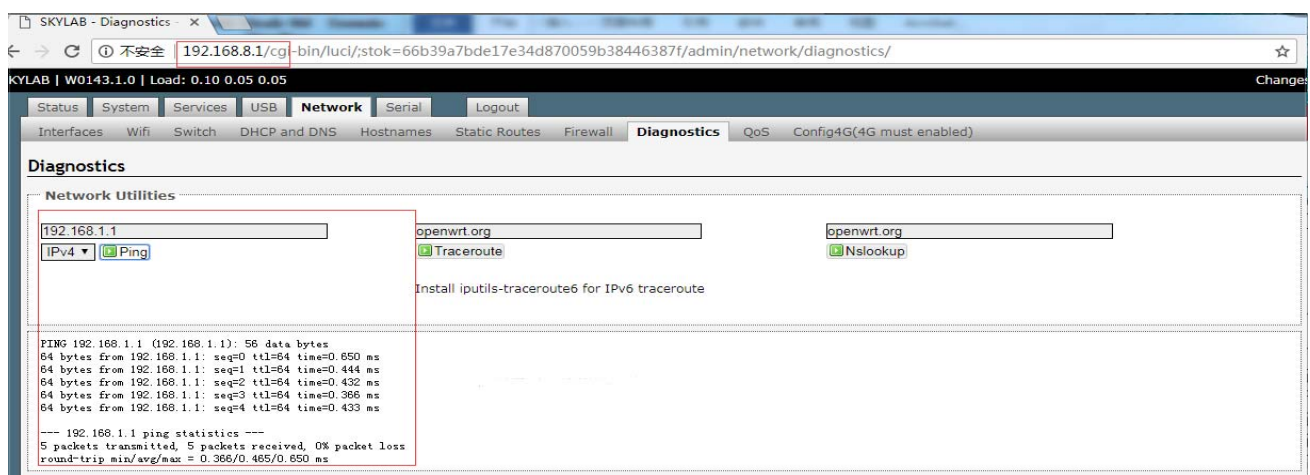 SKYLAB - Diagnostics -
不安全 192.168.8.1/cgi-bin/luci/;stok=66b39a7bde17e34d870059b38446387f/admin/network/diagnostics/
KYLAB | W0143.1.0 | Load: 0.10 0.05 0.05 Changes
Status System Services USB Network Serial Logout
Interfaces Wifi Switch DHCP and DNS Hostnames Static Routes Firewall Diagnostics QoS Config4G(4G must enabled)
Diagnostics
Network Utilities
192.168.1.1 openwrt.org openwrt.org
IPv4 Ping Traceroute Nslookup
Install iputils-traceroute6 for IPv6 traceroute
PING 192.168.1.1 (192.168.1.1): 56 data bytes
64 bytes from 192.168.1.1: seq=0 ttl=64 time=0.650 ms
64 bytes from 192.168.1.1: seq=1 ttl=64 time=0.444 ms
64 bytes from 192.168.1.1: seq=2 ttl=64 time=0.432 ms
64 bytes from 192.168.1.1: seq=3 ttl=64 time=0.366 ms
64 bytes from 192.168.1.1: seq=4 ttl=64 time=0.433 ms
--- 192.168.1.1 ping statistics ---
5 packets transmitted, 5 packets received, 0% packet loss
round-trip min/avg/max = 0.366/0.465/0.650 ms